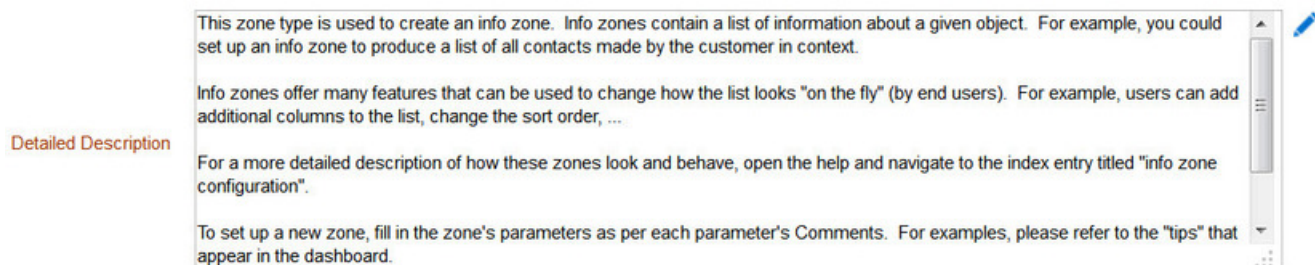 This zone type is used to create an info zone.  Info zones contain a list of information about a given object.  For example, you could
set up an info zone to produce a list of all contacts made by the customer in context.
Info zones offer many features that can be used to change how the list looks "on the fly" (by end users).  For example, users can add
additional columns to the list, change the sort order, ...
Detailed Description
For a more detailed description of how these zones look and behave, open the help and navigate to the index entry titled "info zone
configuration".
To set up a new zone, fill in the zone's parameters as per each parameter's Comments.  For examples, please refer to the "tips" that
appear in the dashboard.